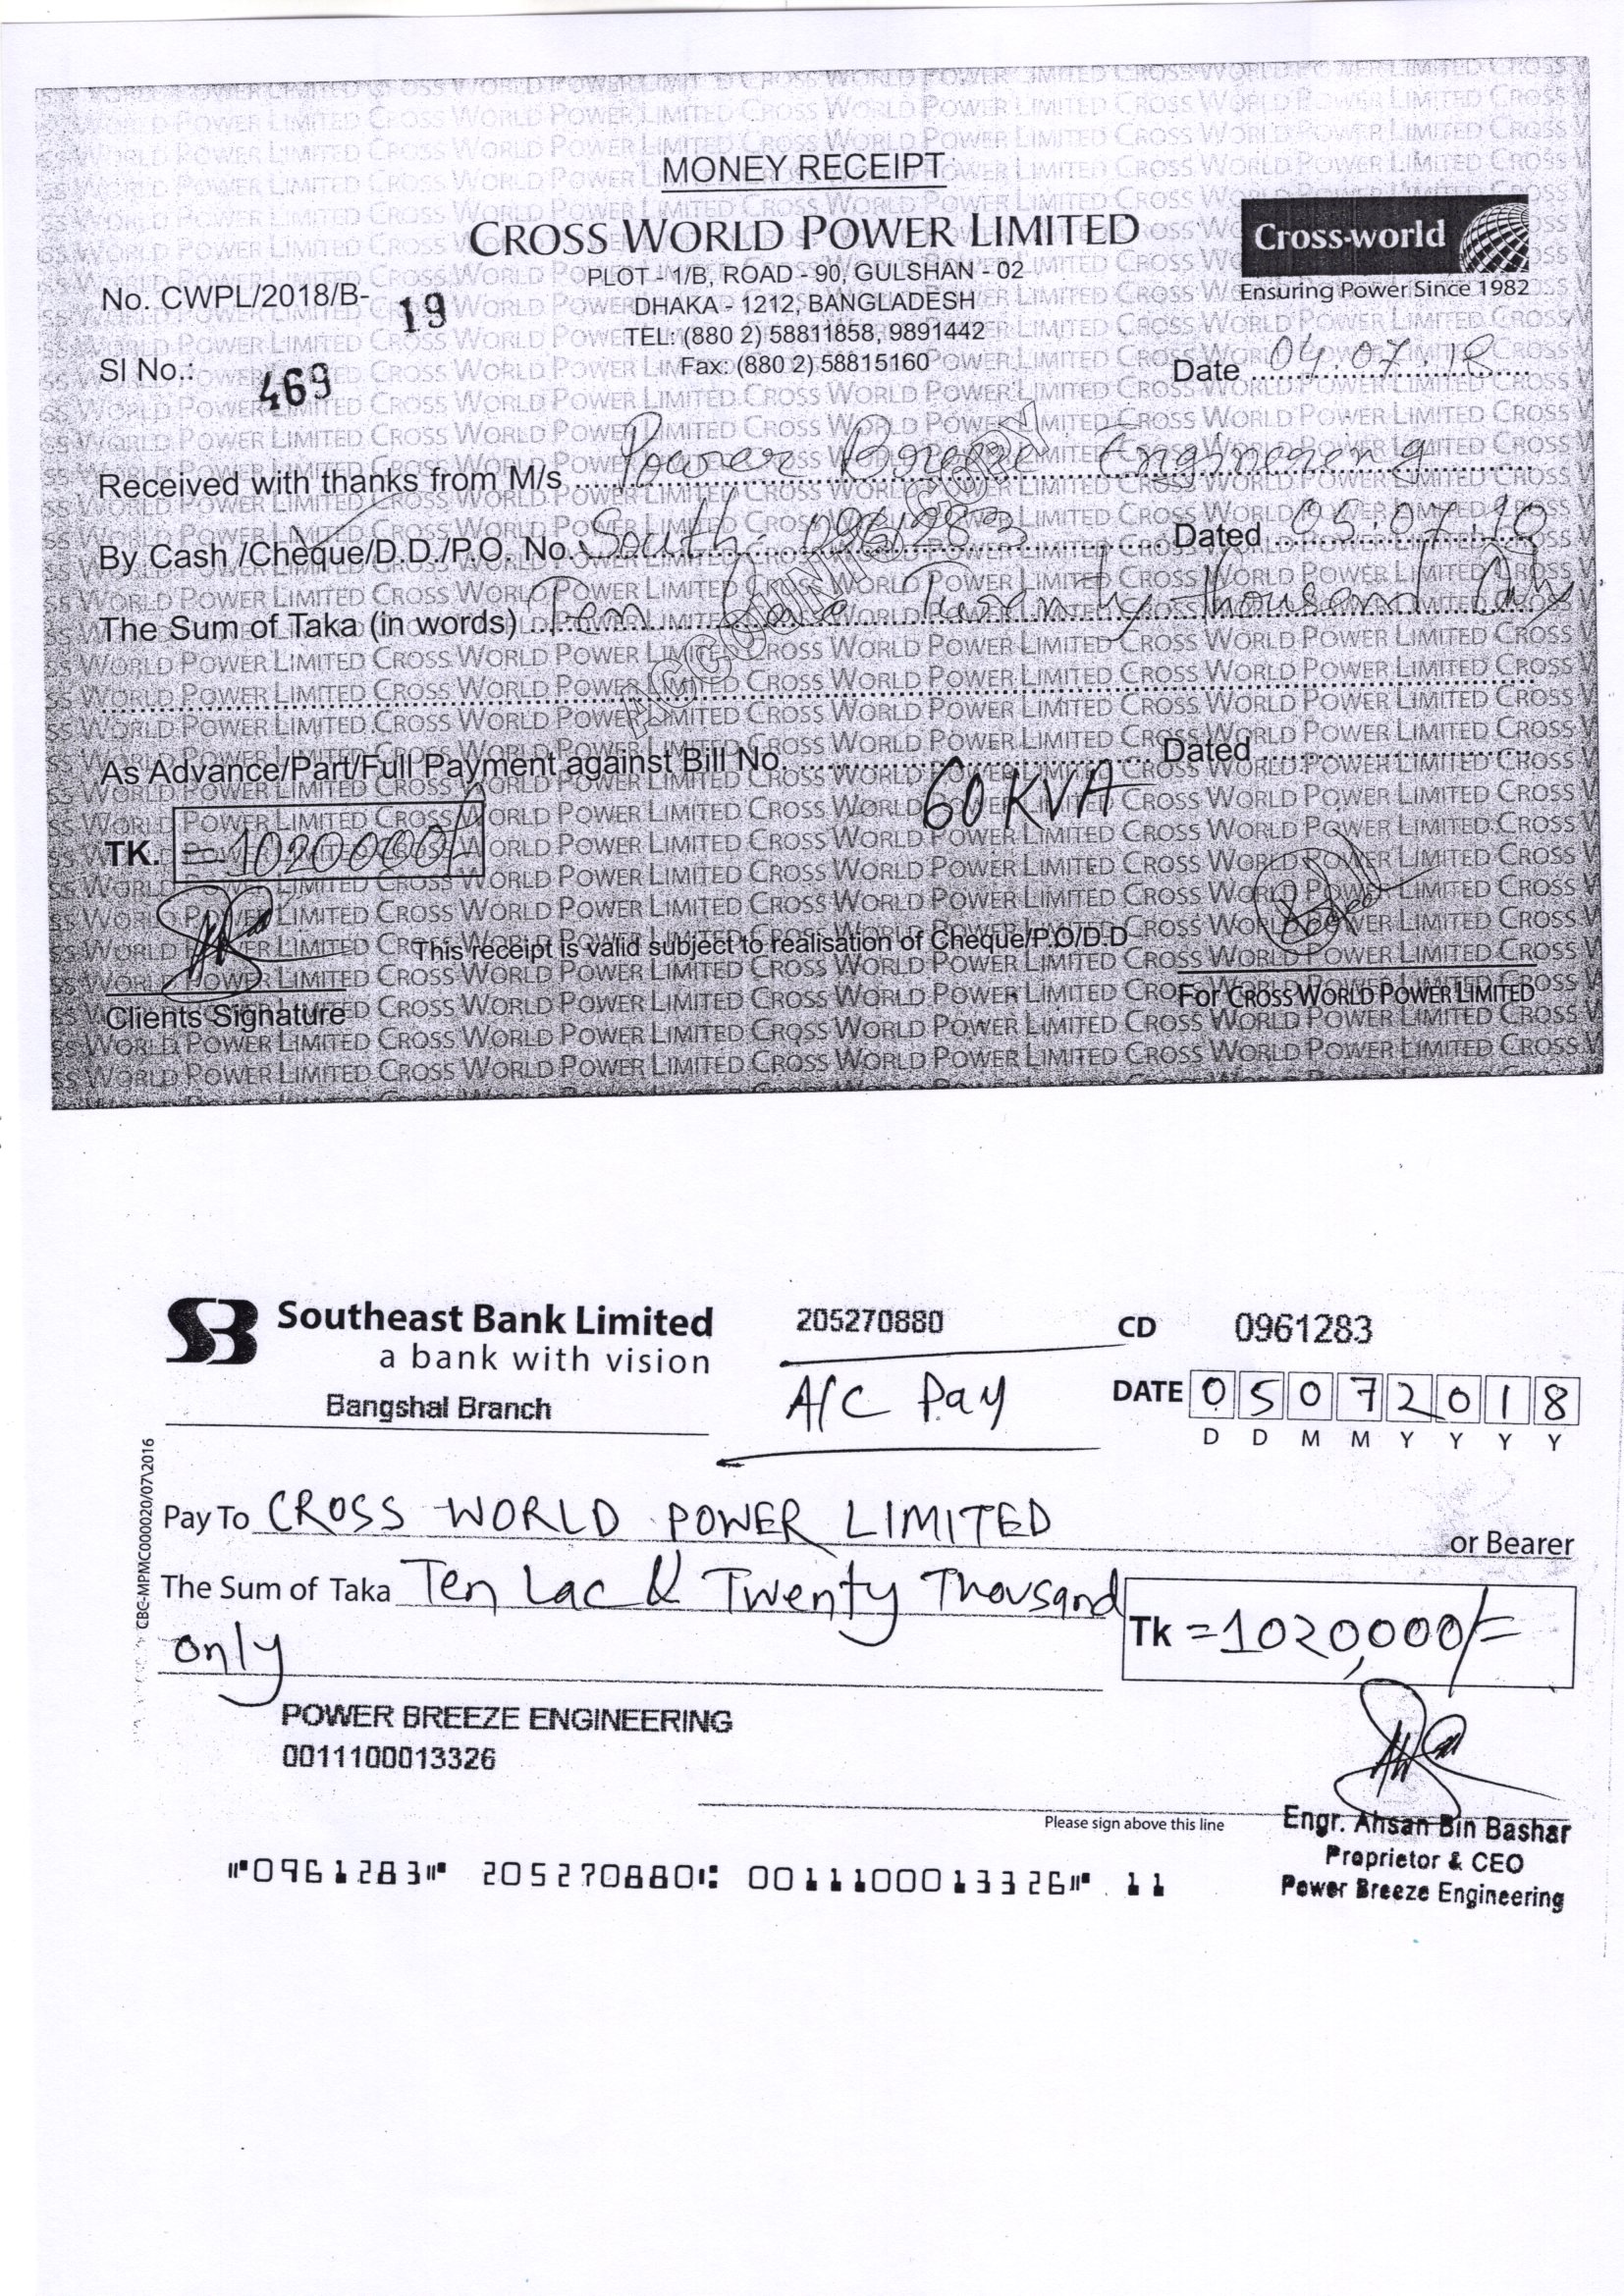 MONEY RECEIPT
CROSS WORLD POWER LIMITED
Cross-world
Ensuring Power Since 1982
PLOT - 1/B, ROAD - 90, GULSHAN - 02
DHAKA - 1212, BANGLADESH
TEL: (880 2) 58811858, 9891442
Fax: (880 2) 58815160
No. CWPL/2018/B- 19
Sl No.: 469
Date 04.07.18
Received with thanks from M/s Power Breeze Engineering
By Cash /Cheque/D.D./P.O. No. South. 0961283 Dated 05.07.18
The Sum of Taka (in words) Ten Twenty thousand only
ACCOUNTS COPY
As Advance/Part/Full Payment against Bill No. Dated
60 KVA
TK. =1020000/-
This receipt is valid subject to realisation of Cheque/P.O/D.D
Clients Signature
For CROSS WORLD POWER LIMITED
Southeast Bank Limited
a bank with vision
Bangshal Branch
205270880
CD 0961283
A/C Pay
DATE 05072018
D D M M Y Y Y Y
CBC-MPMC000020/07\2016
Pay To CROSS WORLD POWER LIMITED or Bearer
The Sum of Taka Ten Lac & Twenty Thousand
only
Tk =1020,000/=
POWER BREEZE ENGINEERING
0011100013326
Please sign above this line
Engr. Ahsan Bin Bashar
Proprietor & CEO
Power Breeze Engineering
⑈0961283⑈ 205270880⑆ 0011100013326⑈ 11